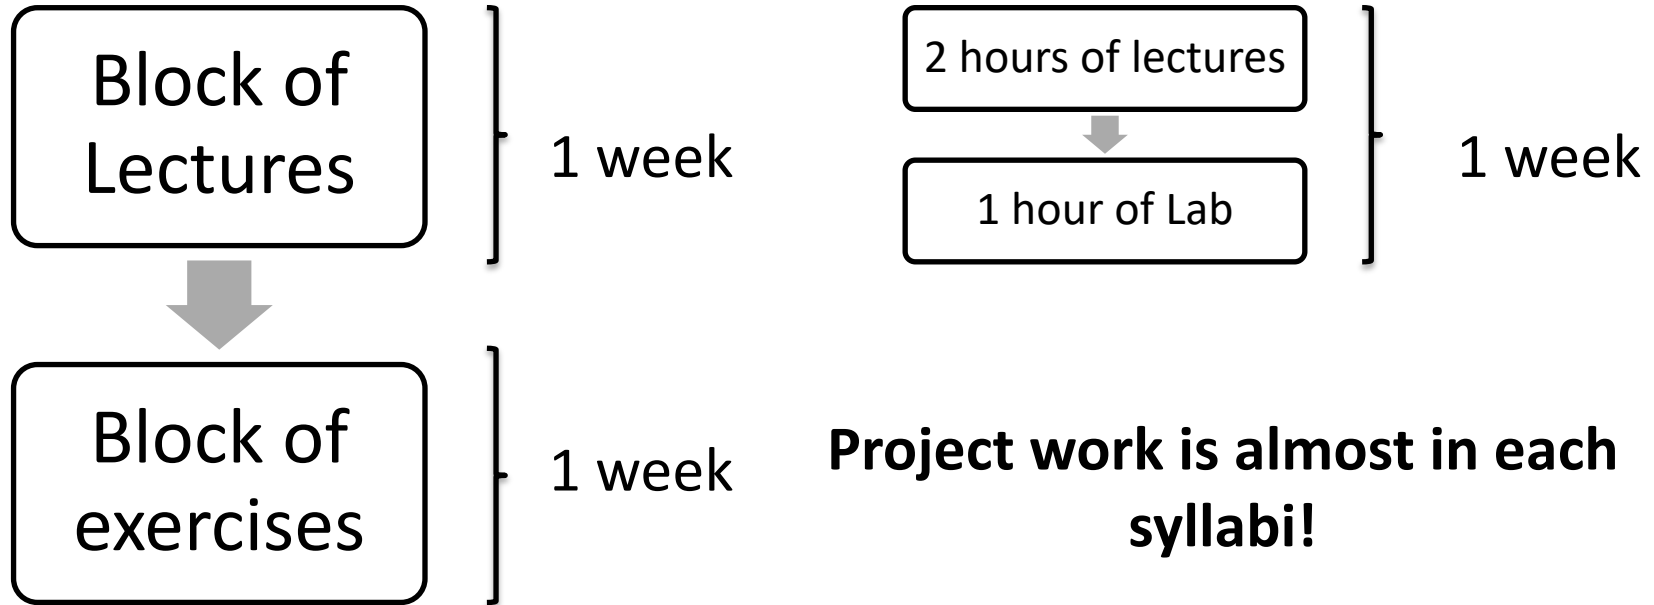 Block of
Lectures
1 week
Block of
exercises
1 week
2 hours of lectures
1 hour of Lab
1 week
Project work is almost in each
syllabi!